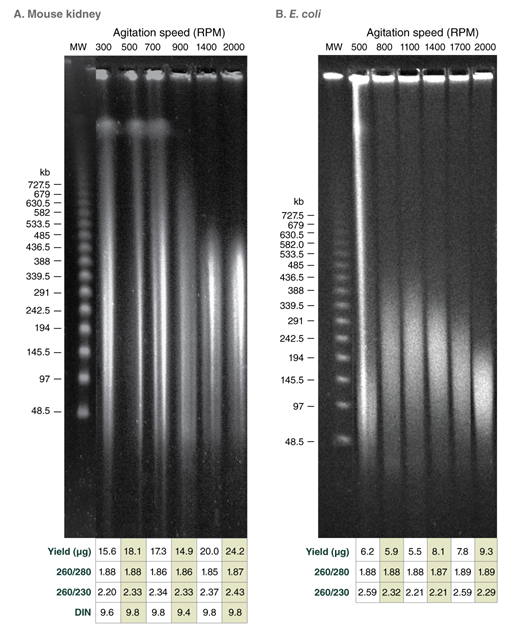 A. Mouse kidney
Agitation speed (RPM)
MW 300 500 700 900 1400 2000
kb
727.5
679
630.5
582
533.5
485
436.5
388
339.5
291
242.5
194
145.5
97
48.5
Yield (µg) 15.6 18.1 17.3 14.9 20.0 24.2
260/280 1.88 1.88 1.86 1.86 1.85 1.87
260/230 2.20 2.33 2.34 2.33 2.37 2.43
DIN 9.6 9.8 9.8 9.4 9.8 9.8
B. E. coli
Agitation speed (RPM)
MW 500 800 1100 1400 1700 2000
kb
727.5
679
630.5
582.0
533.5
485
436.5
388
339.5
291
242.5
194
145.5
97
48.5
Yield (µg) 6.2 5.9 5.5 8.1 7.8 9.3
260/280 1.88 1.88 1.88 1.87 1.89 1.89
260/230 2.59 2.32 2.21 2.21 2.59 2.29